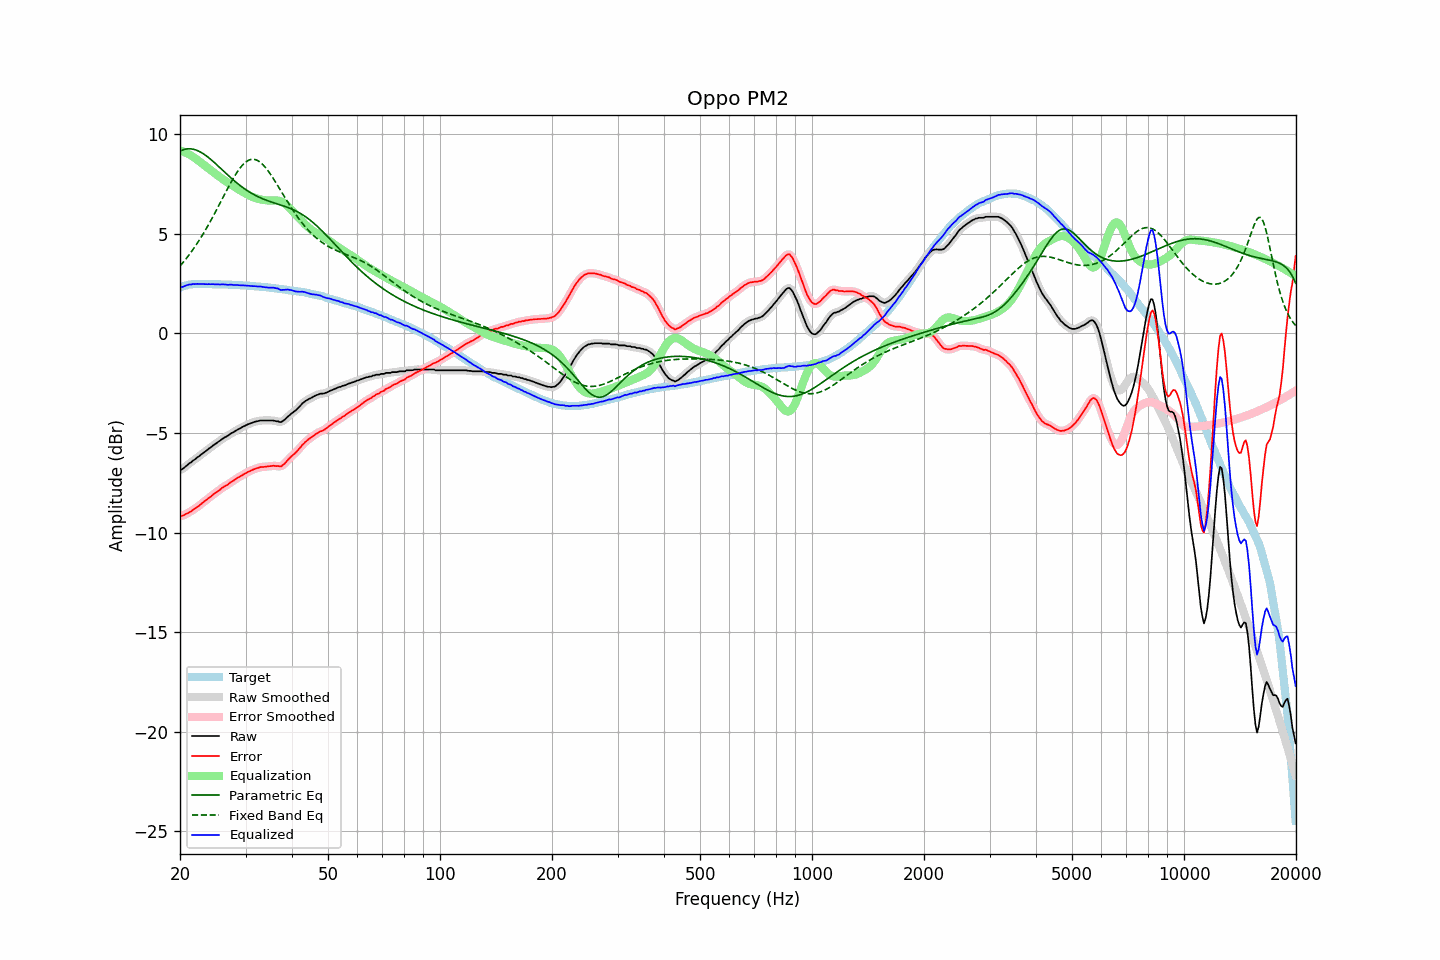 Oppo PM2
Amplitude (dBr)
10
5
0
−5
−10
−15
−20
−25
Target
Raw Smoothed
Error Smoothed
Raw
Error
Equalization
Parametric Eq
Fixed Band Eq
Equalized
20 50 100 200 500 1000 2000 5000 10000 20000
Frequency (Hz)